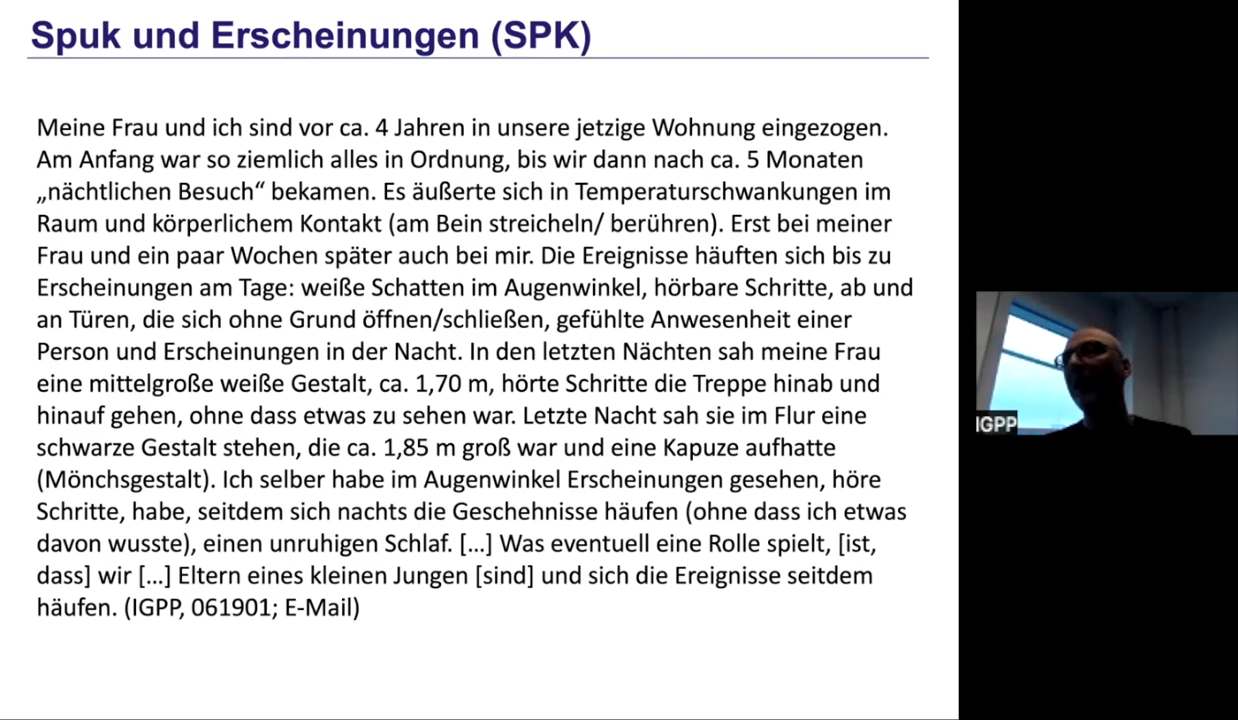 Spuk und Erscheinungen (SPK)
Meine Frau und ich sind vor ca. 4 Jahren in unsere jetzige Wohnung eingezogen.
Am Anfang war so ziemlich alles in Ordnung, bis wir dann nach ca. 5 Monaten
„nächtlichen Besuch“ bekamen. Es äußerte sich in Temperaturschwankungen im
Raum und körperlichem Kontakt (am Bein streicheln/ berühren). Erst bei meiner
Frau und ein paar Wochen später auch bei mir. Die Ereignisse häuften sich bis zu
Erscheinungen am Tage: weiße Schatten im Augenwinkel, hörbare Schritte, ab und
an Türen, die sich ohne Grund öffnen/schließen, gefühlte Anwesenheit einer
Person und Erscheinungen in der Nacht. In den letzten Nächten sah meine Frau
eine mittelgroße weiße Gestalt, ca. 1,70 m, hörte Schritte die Treppe hinab und
hinauf gehen, ohne dass etwas zu sehen war. Letzte Nacht sah sie im Flur eine
schwarze Gestalt stehen, die ca. 1,85 m groß war und eine Kapuze aufhatte
(Mönchsgestalt). Ich selber habe im Augenwinkel Erscheinungen gesehen, höre
Schritte, habe, seitdem sich nachts die Geschehnisse häufen (ohne dass ich etwas
davon wusste), einen unruhigen Schlaf. […] Was eventuell eine Rolle spielt, [ist,
dass] wir […] Eltern eines kleinen Jungen [sind] und sich die Ereignisse seitdem
häufen. (IGPP, 061901; E-Mail)
IGPP